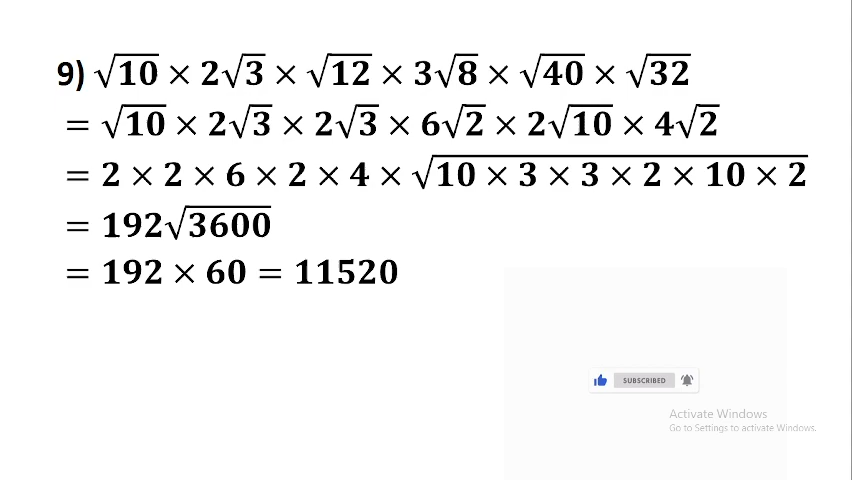 9) √10 × 2√3 × √12 × 3√8 × √40 × √32
= √10 × 2√3 × 2√3 × 6√2 × 2√10 × 4√2
= 2 × 2 × 6 × 2 × 4 × √(10 × 3 × 3 × 2 × 10 × 2)
= 192√3600
= 192 × 60 = 11520
SUBSCRIBED
Activate Windows
Go to Settings to activate Windows.